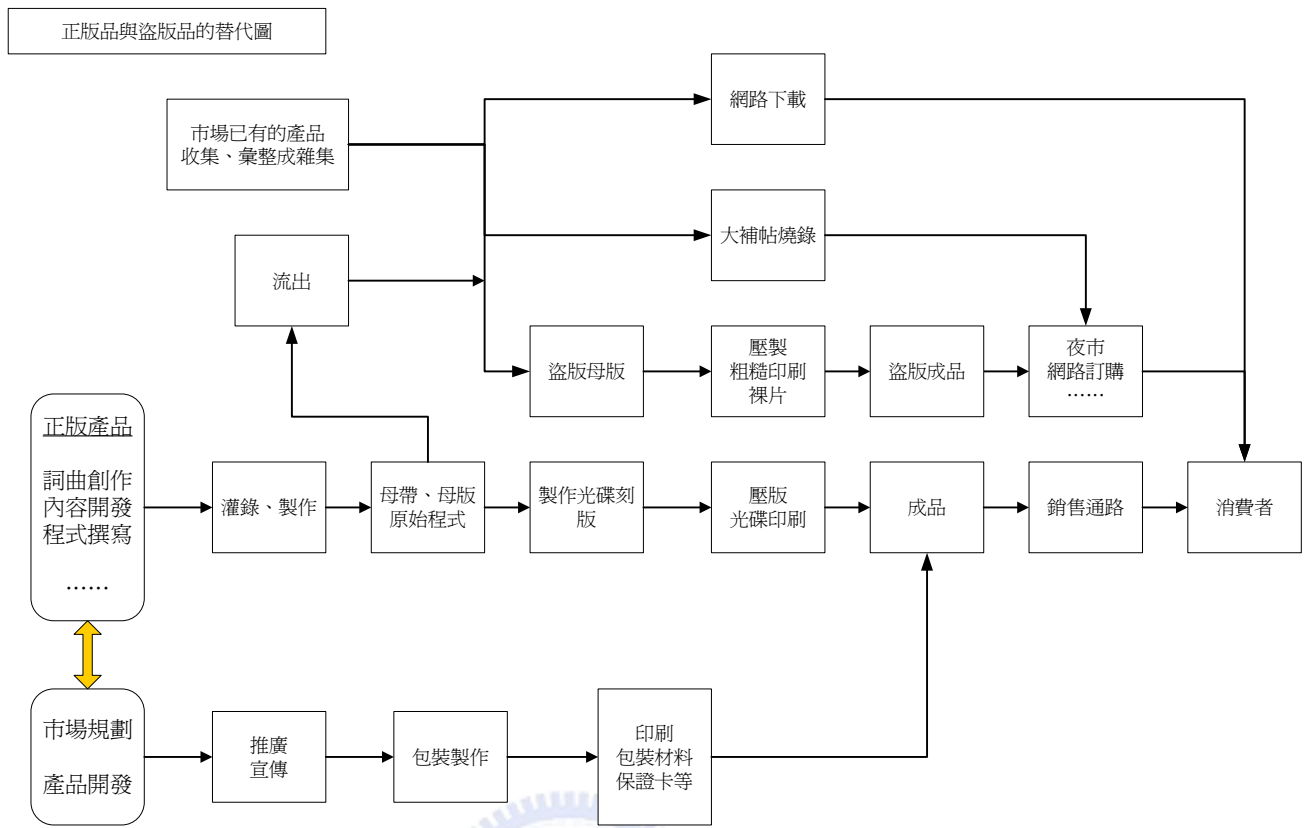 正版品與盜版品的替代圖
網路下載
市場已有的產品
收集、彙整成雜集
大補帖燒錄
流出
盜版母版
壓製
粗糙印刷
裸片
盜版成品
夜市
網路訂購
……
正版產品
詞曲創作
內容開發
程式撰寫
……
灌錄、製作
母帶、母版
原始程式
製作光碟刻
版
壓版
光碟印刷
成品
銷售通路
消費者
市場規劃
產品開發
推廣
宣傳
包裝製作
印刷
包裝材料
保證卡等